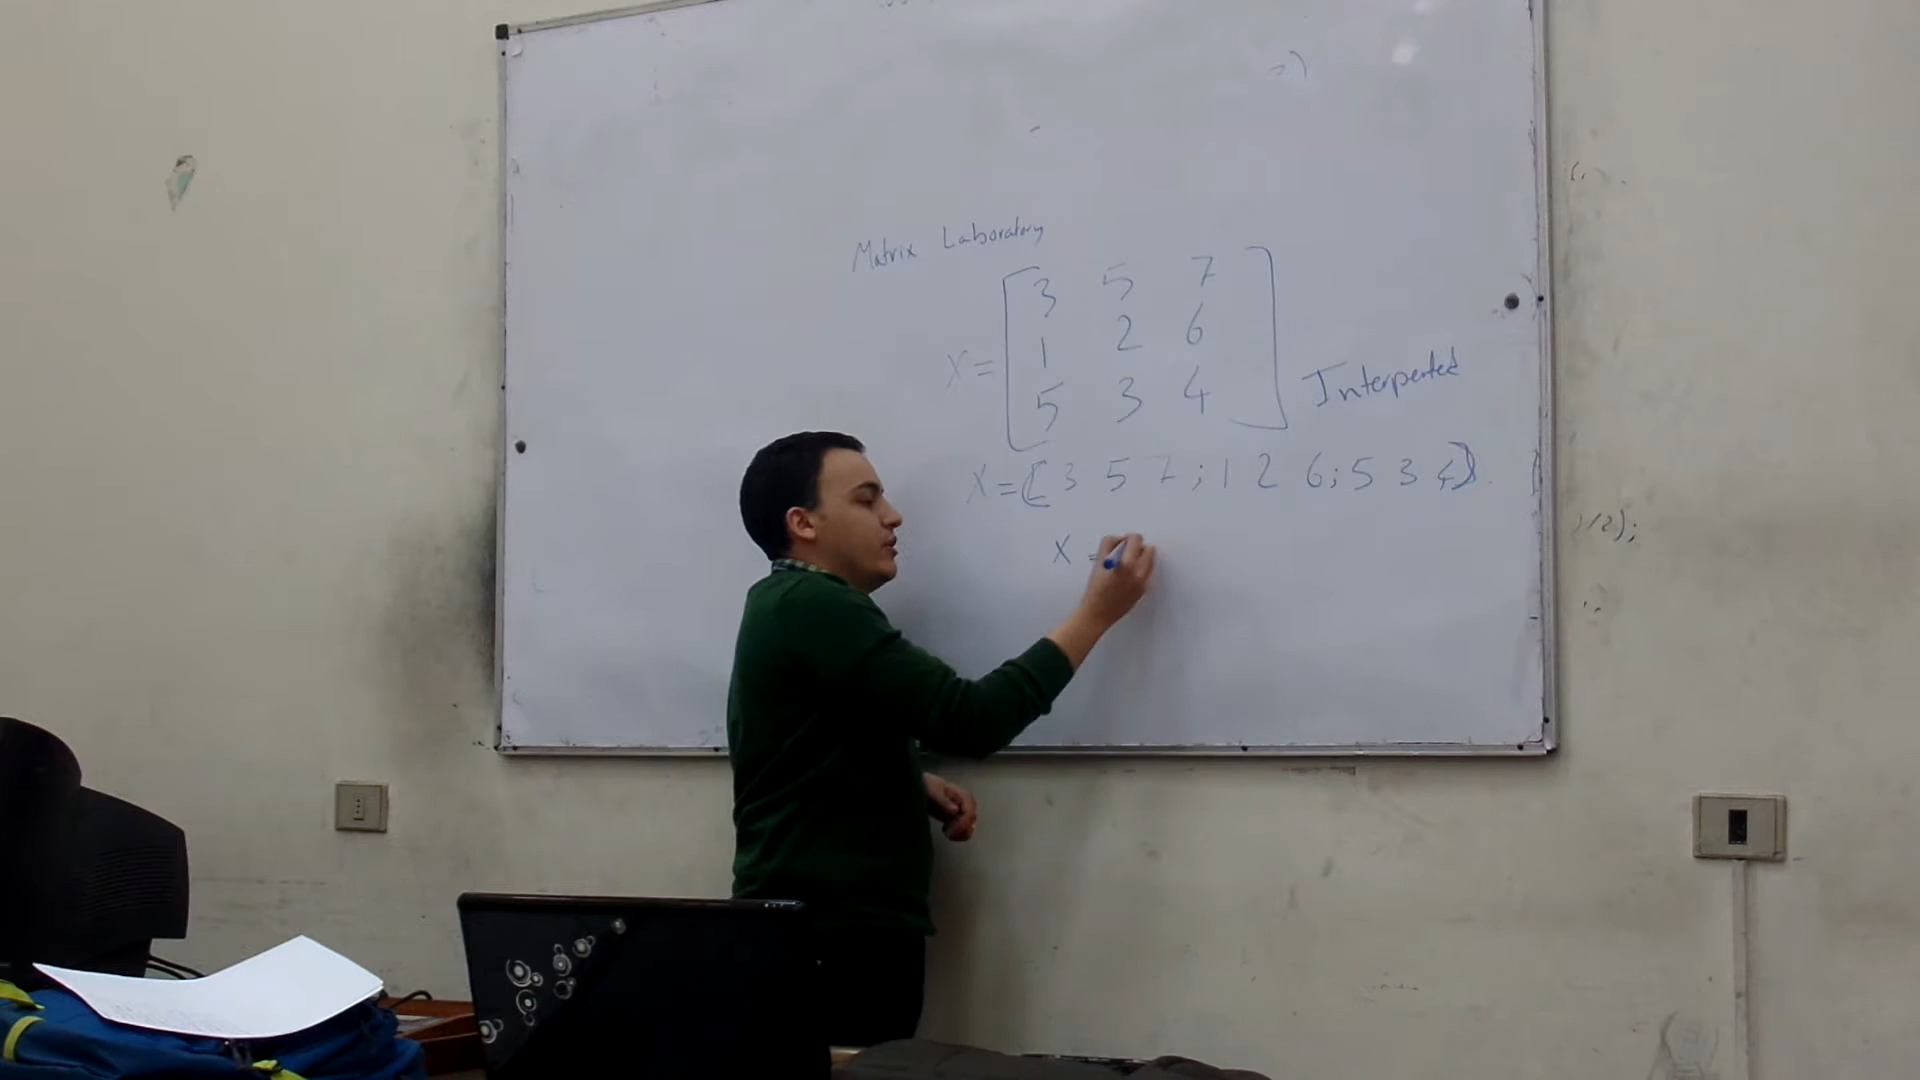 Matrix Laboratory
X = [ 3 5 7
1 2 6
5 3 4 ]
Interperted
X = [ 3 5 7 ; 1 2 6 ; 5 3 4 ]
X =